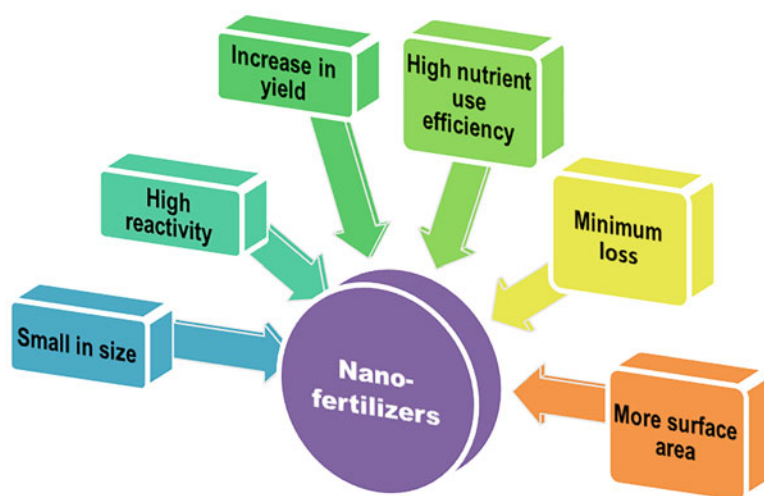 Increase in
yield
High nutrient
use efficiency
High
reactivity
Minimum
loss
Small in size
Nano-
fertilizers
More surface
area